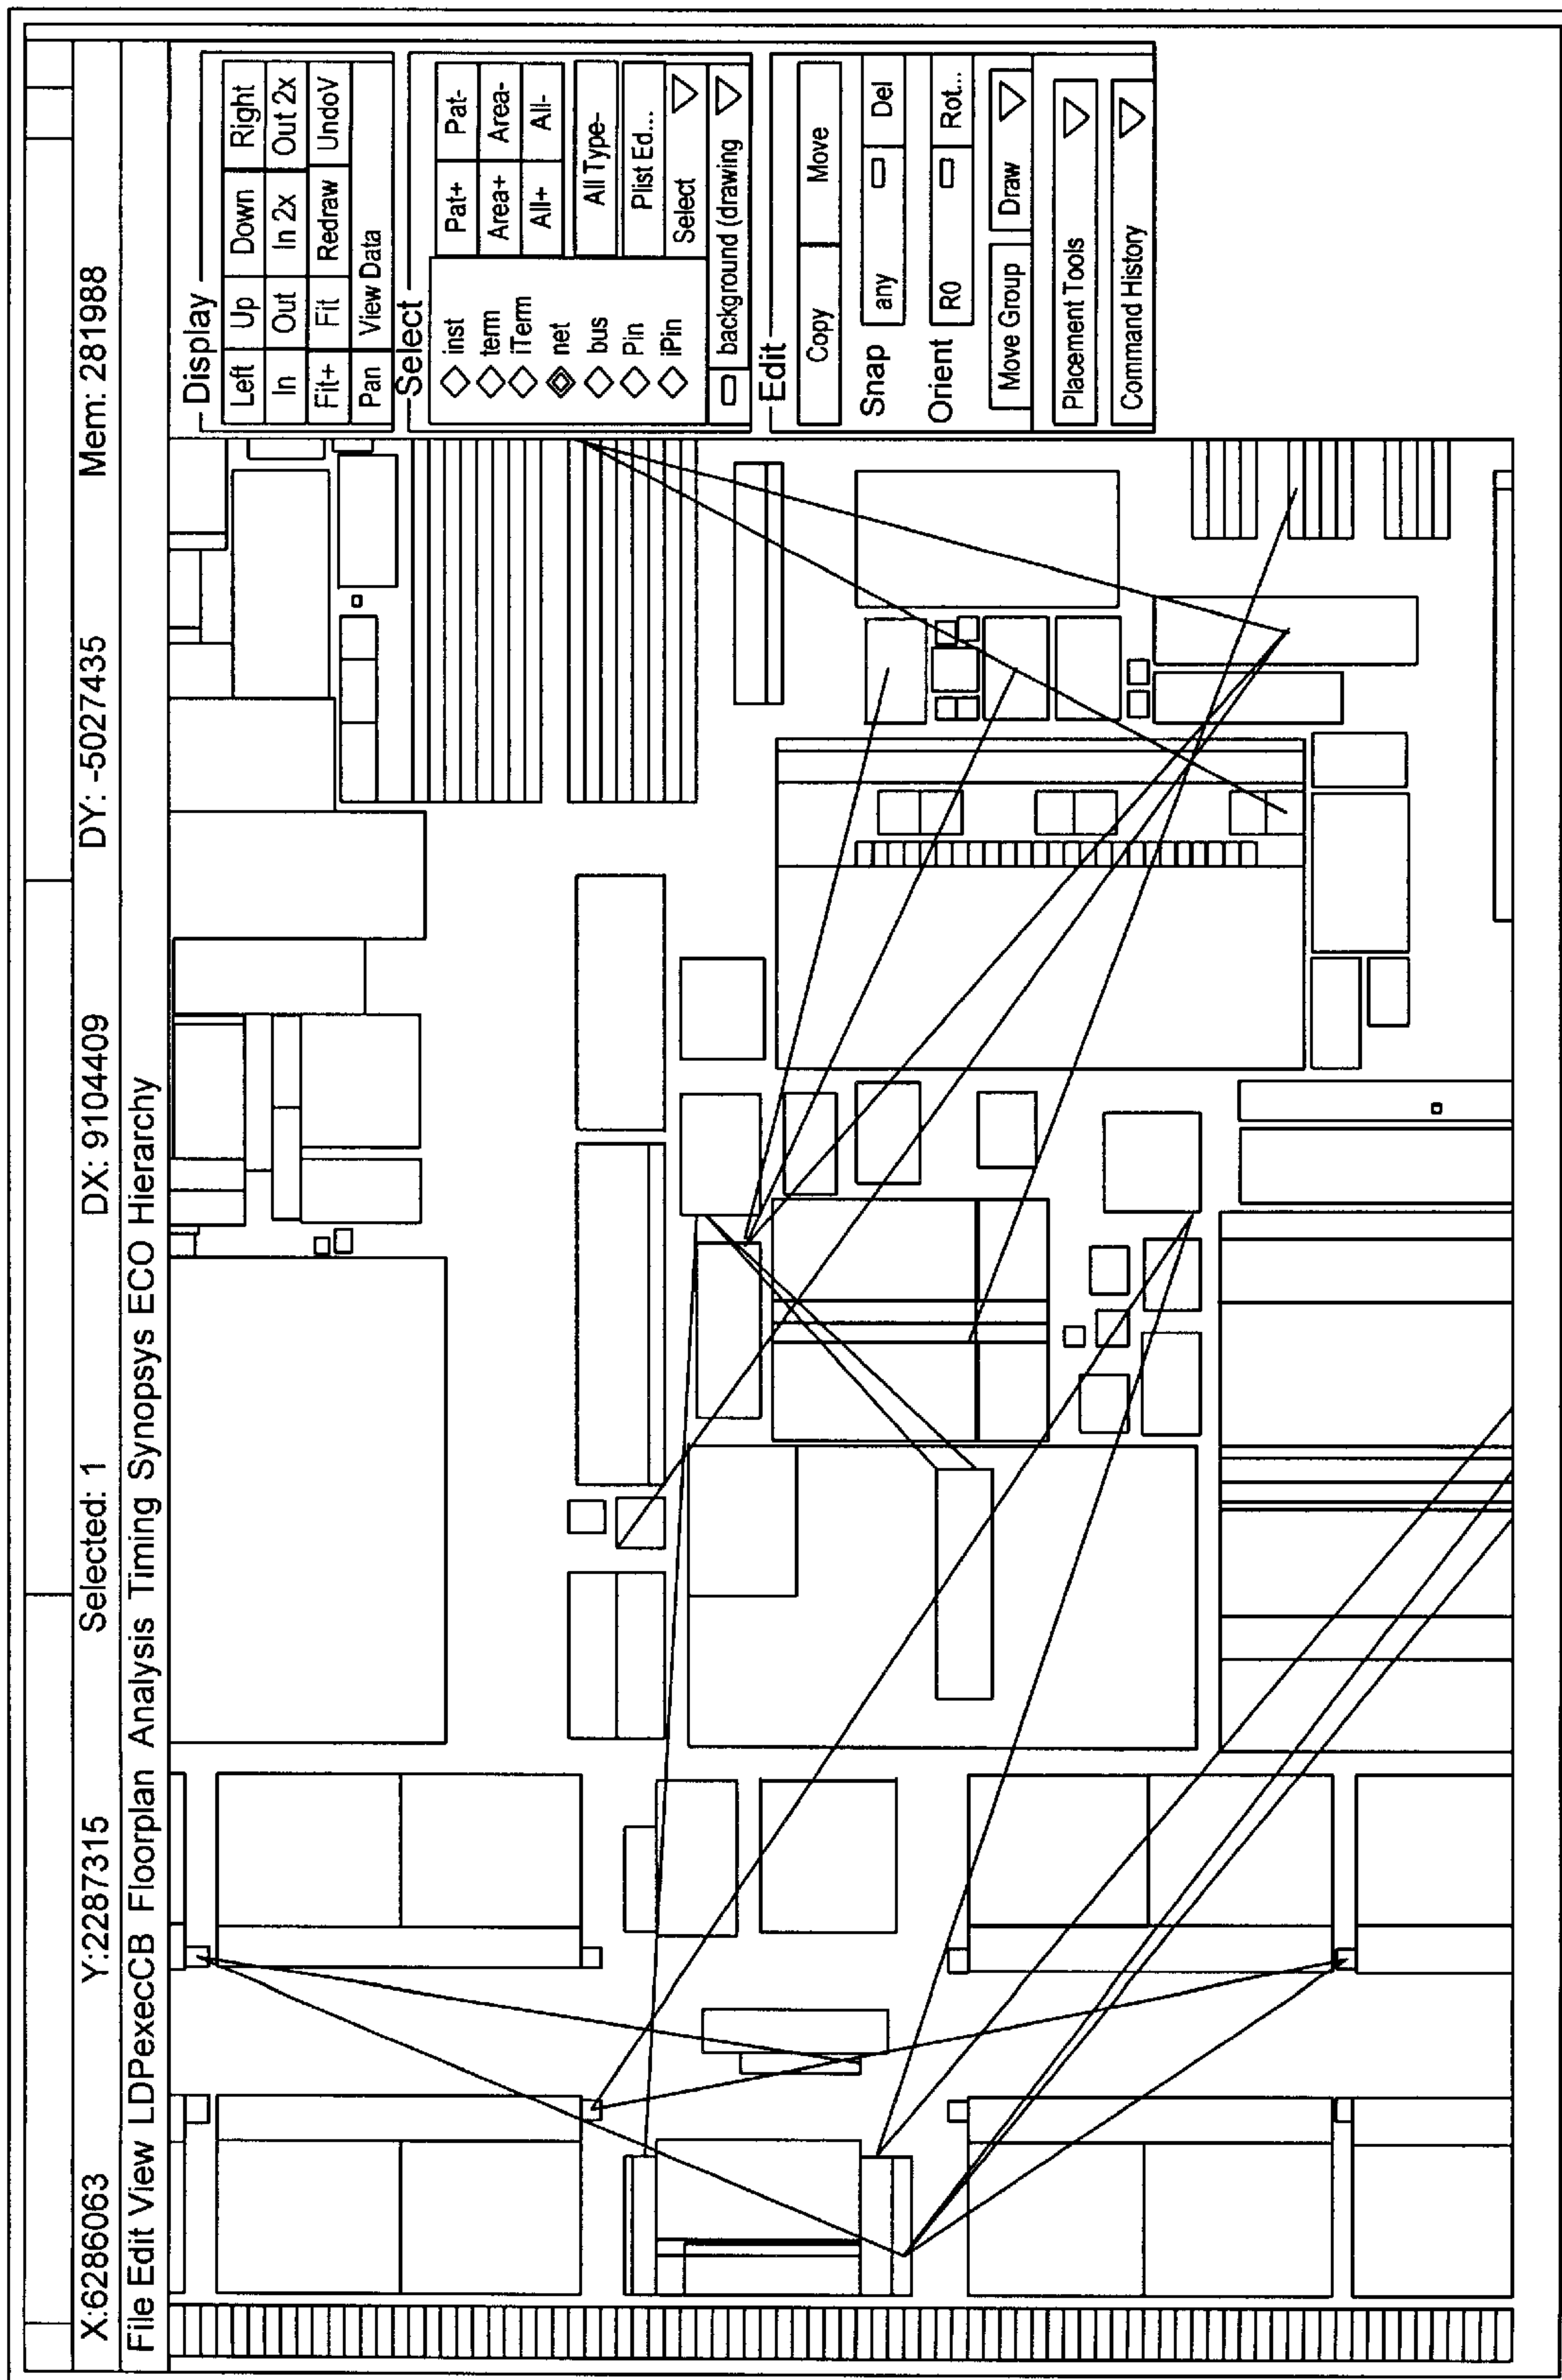 X:6286063 Y:2287315 Selected: 1 DX: 9104409 DY: -5027435 Mem: 281988
File Edit View LDPexecCB Floorplan Analysis Timing Synopsys ECO Hierarchy
Display
Left Up Down Right
In Out In 2x Out 2x
Fit+ Fit Redraw UndoV
Pan View Data
Select
inst
term
iTerm
net
bus
Pin
iPin
Pat+ Pat-
Area+ Area-
All+ All-
All Type-
Plist Ed...
Select
background (drawing
Edit
Copy Move
Snap any Del
Orient R0 Rot...
Move Group Draw
Placement Tools
Command History